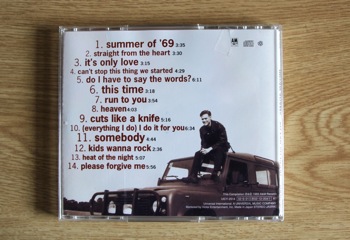 1. summer of '69 3:35
2. straight from the heart 3:30
3. it's only love 3:15
4. can't stop this thing we started 4:29
5. do I have to say the words? 6:11
6. this time 3:18
7. run to you 3:54
8. heaven 4:03
9. cuts like a knife 5:16
10. (everything I do) I do it for you 6:34
11. somebody 4:44
12. kids wanna rock 2:36
13. heat of the night 5:07
14. please forgive me 5:56